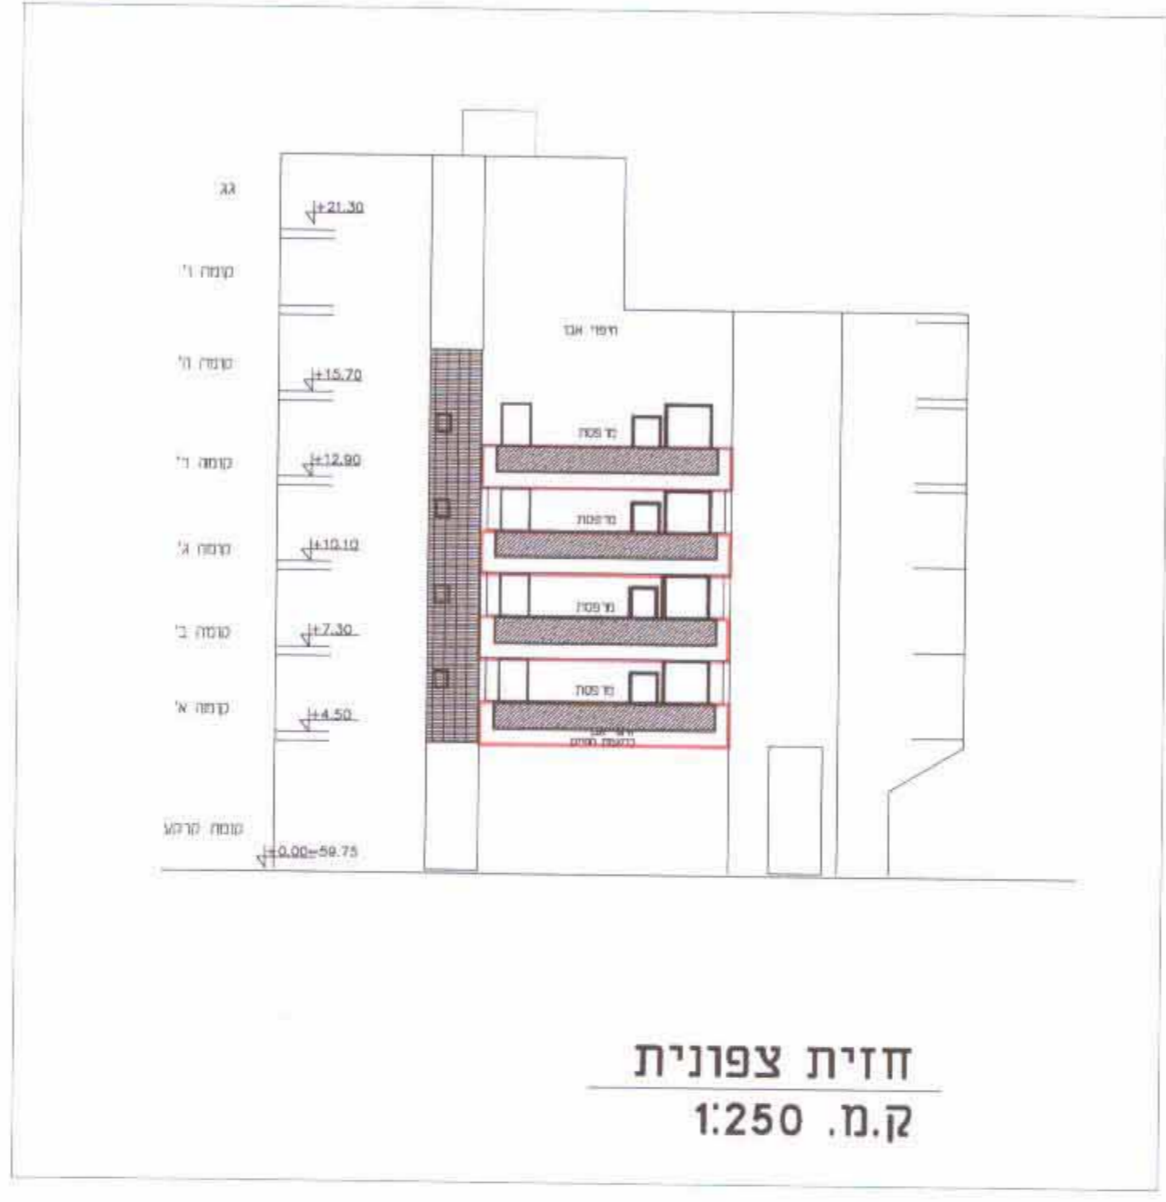 גג
+21.30
קומה ו'
חיפוי אבן
קומה ה'
+15.70
מרפסת
קומה ד'
+12.90
מרפסת
קומה ג'
+10.10
מרפסת
קומה ב'
+7.30
מרפסת
קומה א'
+4.50
קומת קרקע
+0.00=59.75
חזית צפונית
ק.מ. 1:250